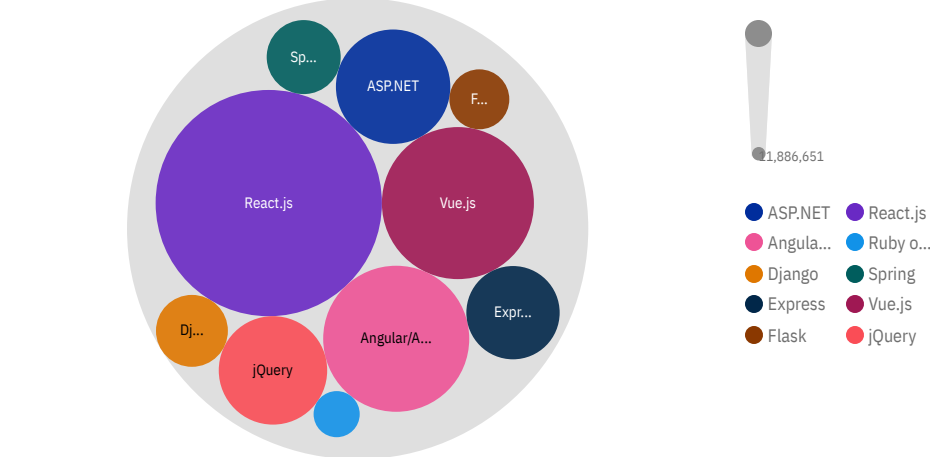 Sp...
ASP.NET
F...
React.js
Vue.js
Expr...
Dj...
Angular/A...
jQuery
11,886,651
ASP.NET
React.js
Angula...
Ruby o...
Django
Spring
Express
Vue.js
Flask
jQuery